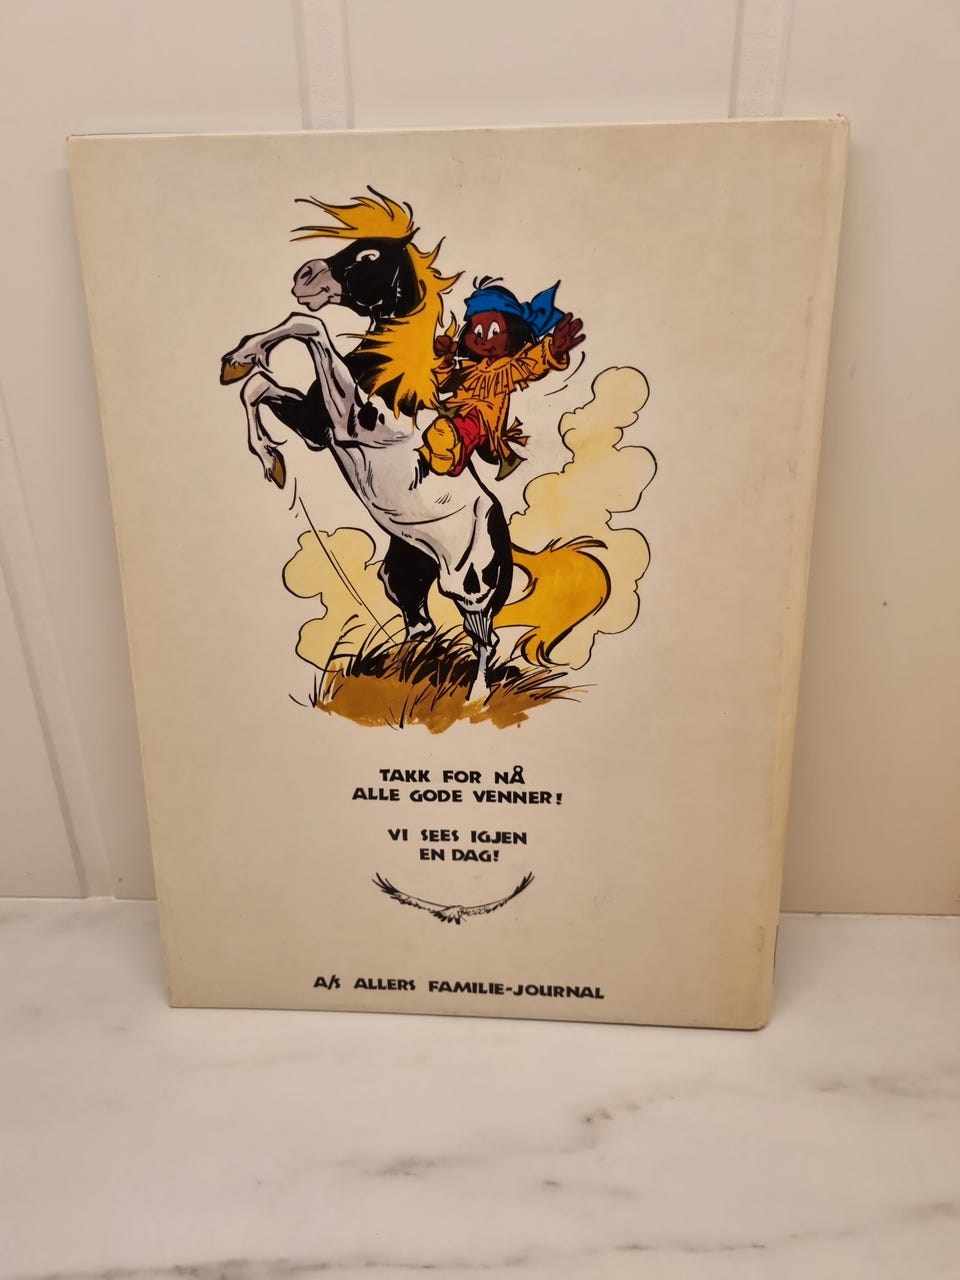 TAKK FOR NÅ
ALLE GODE VENNER!
VI SEES IGJEN
EN DAG!
A/S ALLERS FAMILIE-JOURNAL